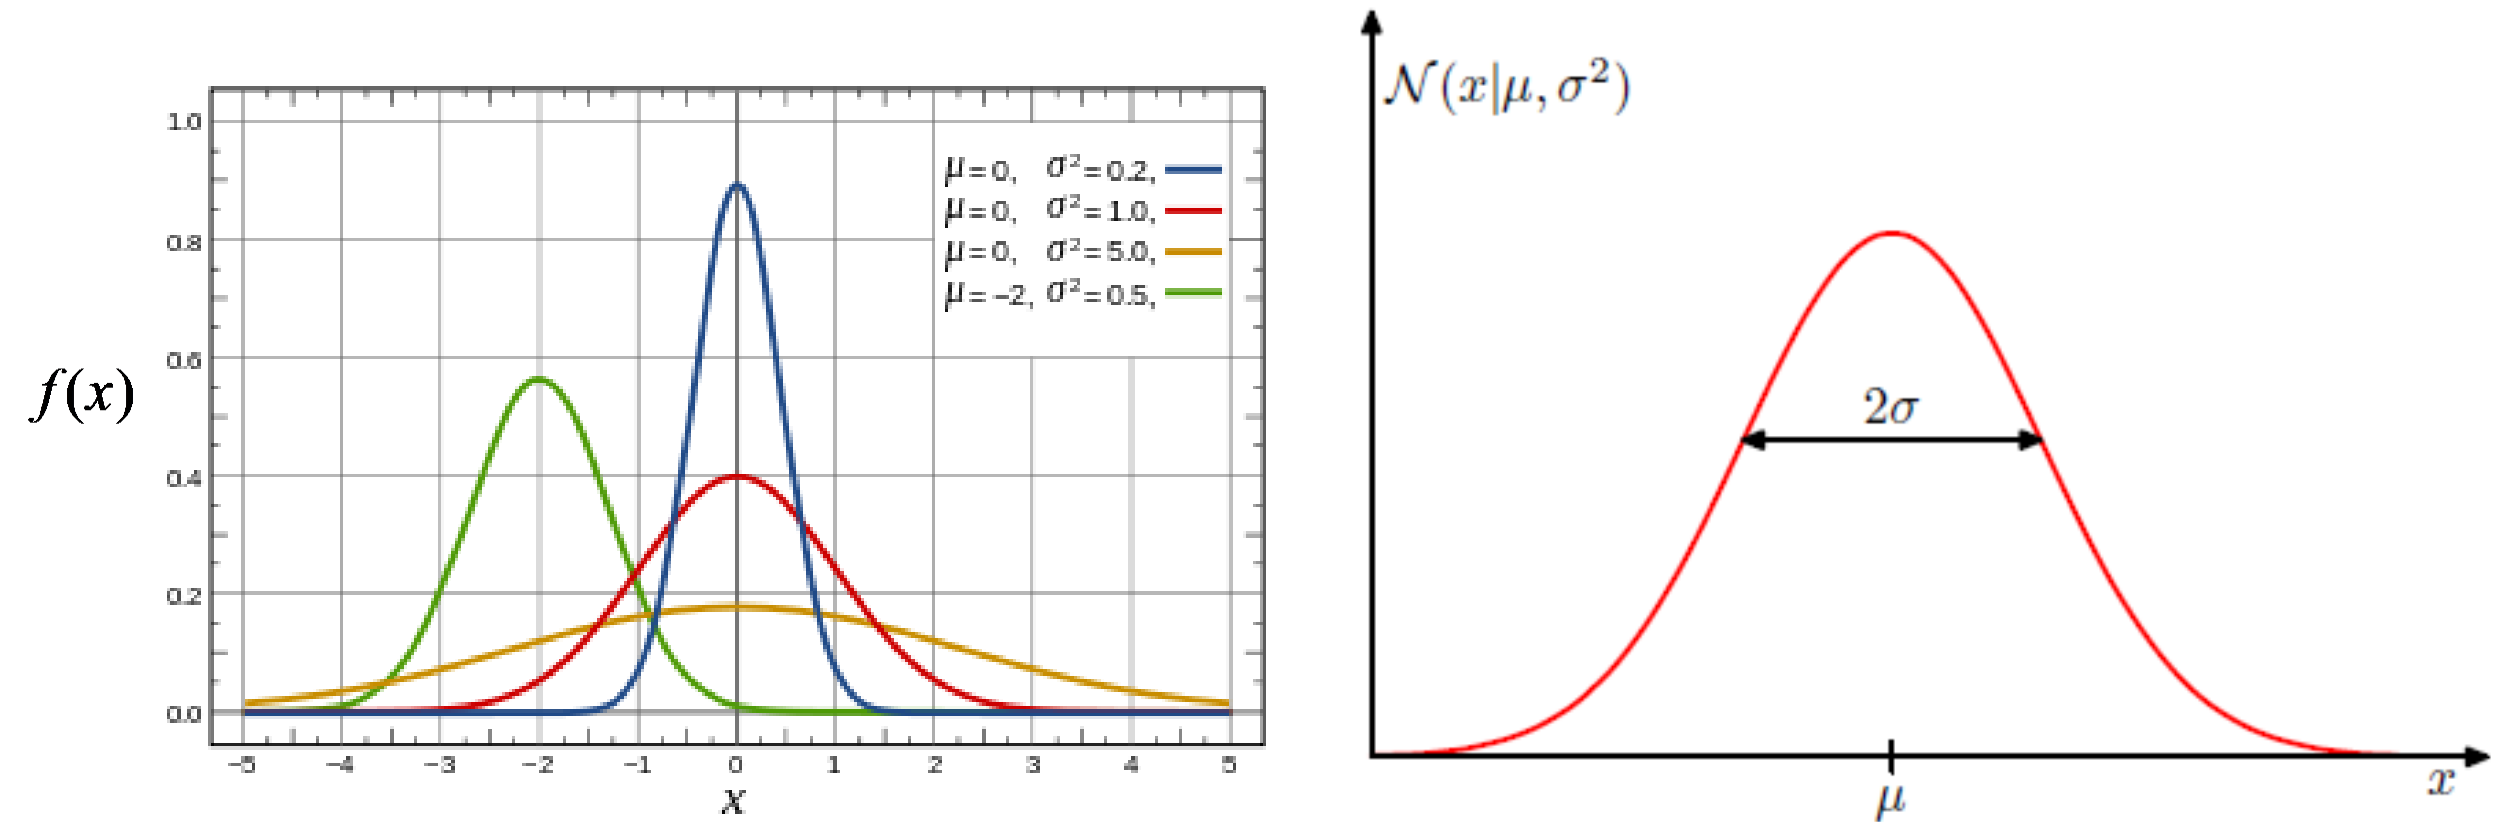 1.0
0.8
0.6
0.4
0.2
0.0
f(x)
μ=0, σ²=0.2,
μ=0, σ²=1.0,
μ=0, σ²=5.0,
μ=−2, σ²=0.5,
−5 −4 −3 −2 −1 0 1 2 3 4 5
x
𝒩(x|μ, σ²)
2σ
μ
x